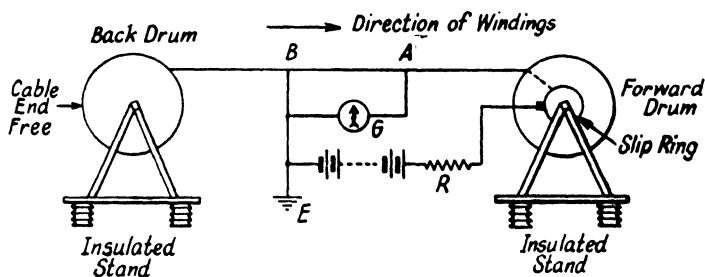 Back Drum
B
Direction of Windings
A
Cable
End
Free
Forward
Drum
G
Slip Ring
R
E
Insulated
Stand
Insulated
Stand